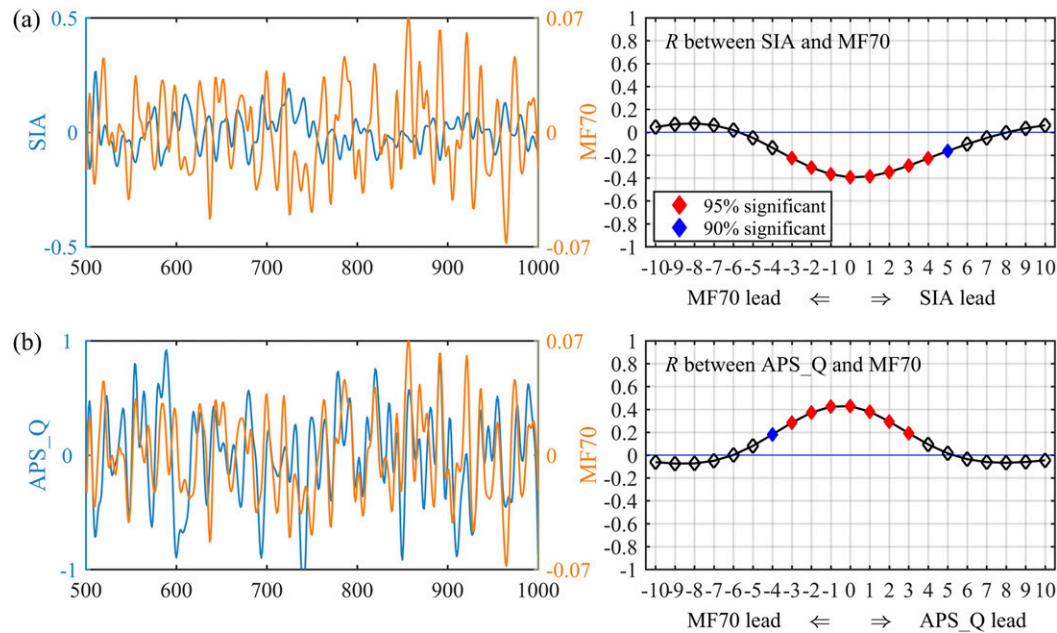 (a)
0.5
0
-0.5
SIA
0.07
0
-0.07
MF70
500 600 700 800 900 1000
R between SIA and MF70
1
0.8
0.6
0.4
0.2
0
-0.2
-0.4
-0.6
-0.8
-1
95% significant
90% significant
-10 -9 -8 -7 -6 -5 -4 -3 -2 -1 0 1 2 3 4 5 6 7 8 9 10
MF70 lead ⇐ ⇒ SIA lead
(b)
1
0
-1
APS_Q
0.07
0
-0.07
MF70
500 600 700 800 900 1000
R between APS_Q and MF70
1
0.8
0.6
0.4
0.2
0
-0.2
-0.4
-0.6
-0.8
-1
-10 -9 -8 -7 -6 -5 -4 -3 -2 -1 0 1 2 3 4 5 6 7 8 9 10
MF70 lead ⇐ ⇒ APS_Q lead